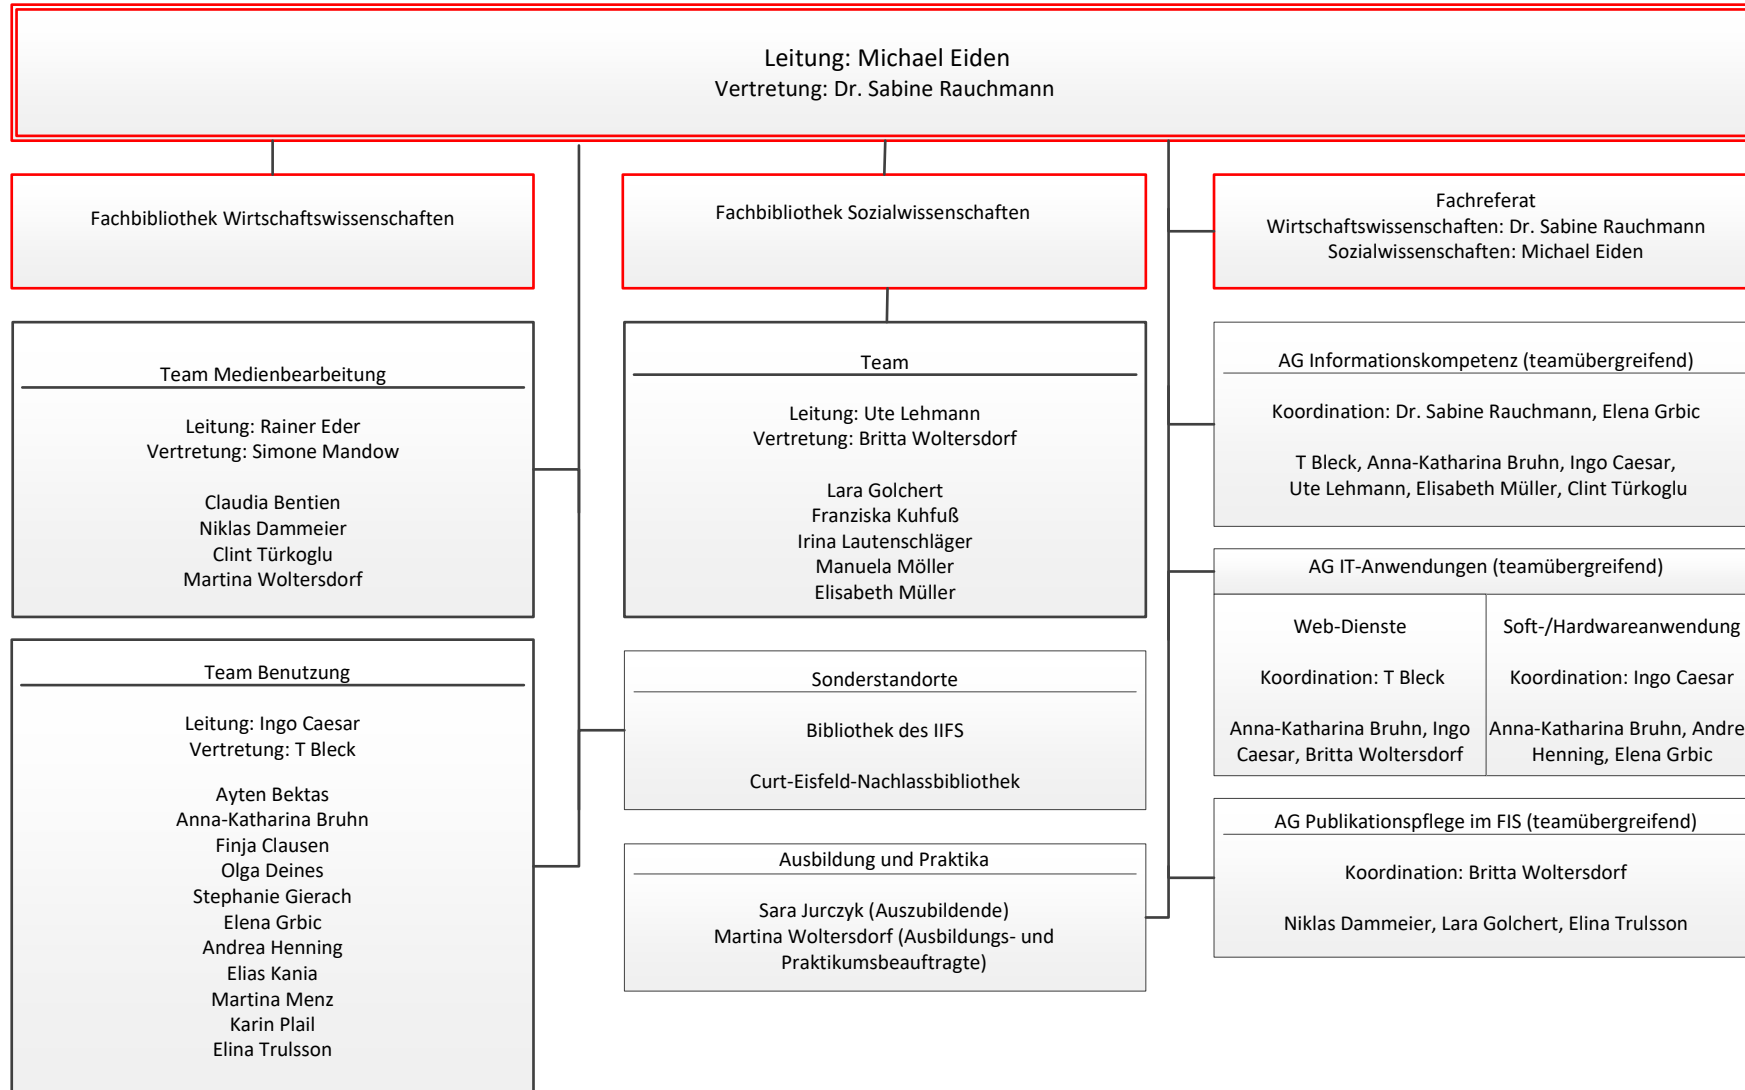 Leitung: Michael Eiden
Vertretung: Dr. Sabine Rauchmann
Fachbibliothek Wirtschaftswissenschaften
Team Medienbearbeitung
Leitung: Rainer Eder
Vertretung: Simone Mandow
Claudia Bentien
Niklas Dammeier
Clint Türkoglu
Martina Woltersdorf
Team Benutzung
Leitung: Ingo Caesar
Vertretung: T Bleck
Ayten Bektas
Anna-Katharina Bruhn
Finja Clausen
Olga Deines
Stephanie Gierach
Elena Grbic
Andrea Henning
Elias Kania
Martina Menz
Karin Plail
Elina Trulsson
Fachbibliothek Sozialwissenschaften
Team
Leitung: Ute Lehmann
Vertretung: Britta Woltersdorf
Lara Golchert
Franziska Kuhfuß
Irina Lautenschläger
Manuela Möller
Elisabeth Müller
Sonderstandorte
Bibliothek des IIFS
Curt-Eisfeld-Nachlassbibliothek
Ausbildung und Praktika
Sara Jurczyk (Auszubildende)
Martina Woltersdorf (Ausbildungs- und
Praktikumsbeauftragte)
Fachreferat
Wirtschaftswissenschaften: Dr. Sabine Rauchmann
Sozialwissenschaften: Michael Eiden
AG Informationskompetenz (teamübergreifend)
Koordination: Dr. Sabine Rauchmann, Elena Grbic
T Bleck, Anna-Katharina Bruhn, Ingo Caesar,
Ute Lehmann, Elisabeth Müller, Clint Türkoglu
AG IT-Anwendungen (teamübergreifend)
Web-Dienste
Koordination: T Bleck
Anna-Katharina Bruhn, Ingo
Caesar, Britta Woltersdorf
Soft-/Hardwareanwendung
Koordination: Ingo Caesar
Anna-Katharina Bruhn, Andre
Henning, Elena Grbic
AG Publikationspflege im FIS (teamübergreifend)
Koordination: Britta Woltersdorf
Niklas Dammeier, Lara Golchert, Elina Trulsson